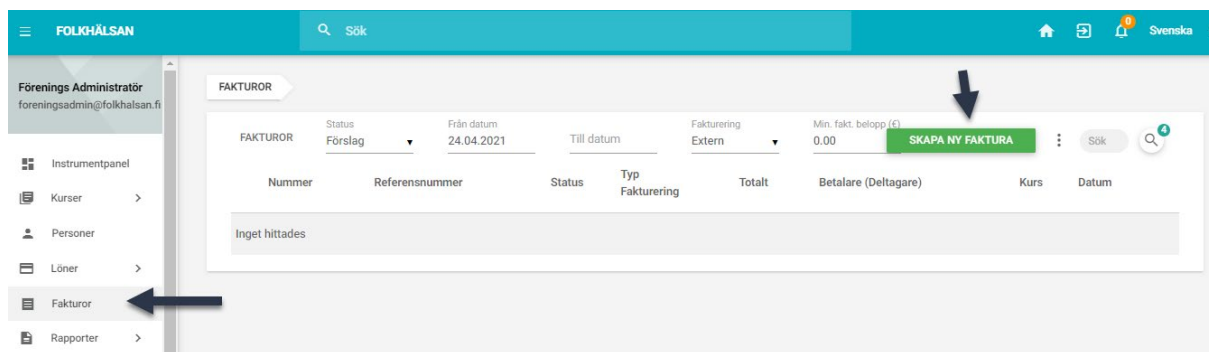 FOLKHÄLSAN
Sök
0
Svenska
Förenings Administratör
foreningsadmin@folkhalsan.fi
Instrumentpanel
Kurser
Personer
Löner
Fakturor
Rapporter
FAKTUROR
FAKTUROR
Status
Förslag
Från datum
24.04.2021
Till datum
Fakturering
Extern
Min. fakt. belopp (€)
0.00
SKAPA NY FAKTURA
Sök
4
Nummer Referensnummer Status Typ Fakturering Totalt Betalare (Deltagare) Kurs Datum
Inget hittades